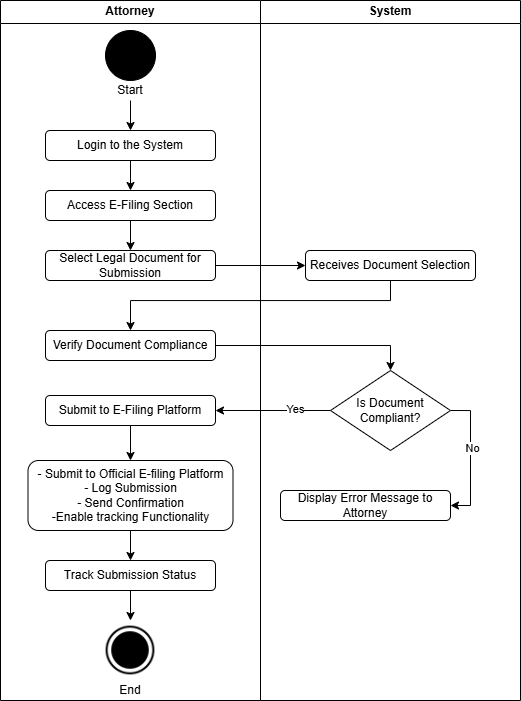 Attorney
System
Start
Login to the System
Access E-Filing Section
Select Legal Document for
Submission
Receives Document Selection
Verify Document Compliance
Is Document
Compliant?
Yes
Submit to E-Filing Platform
No
- Submit to Official E-filing Platform
- Log Submission
- Send Confirmation
-Enable tracking Functionality
Display Error Message to
Attorney
Track Submission Status
End